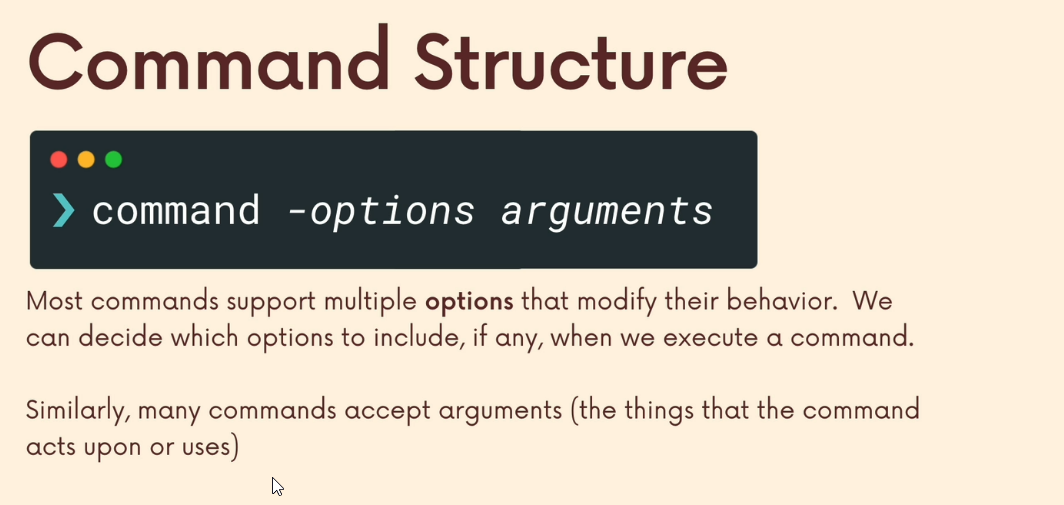 Command Structure
❯ command -options arguments
Most commands support multiple options that modify their behavior.  We
can decide which options to include, if any, when we execute a command.
Similarly, many commands accept arguments (the things that the command
acts upon or uses)